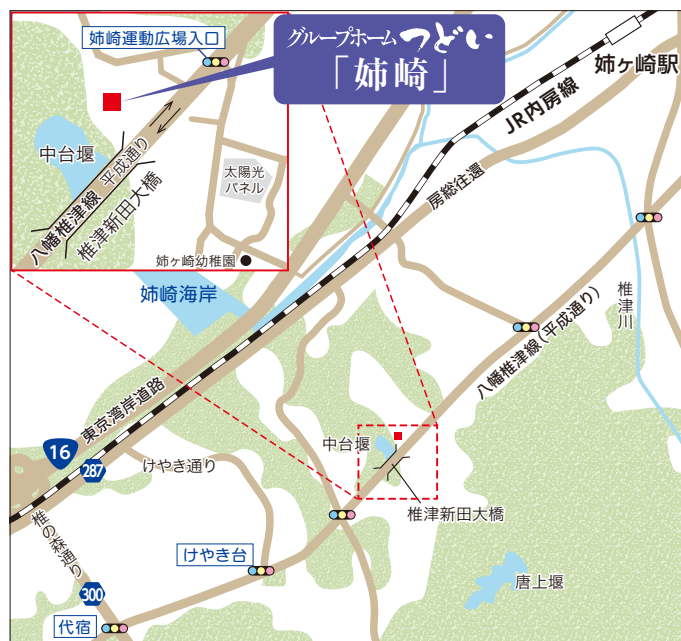 姉崎運動広場入口
グループホームつどい
「姉崎」
姉ヶ崎駅
JR内房線
中台堰
平成通り
八幡椎津線
椎津新田大橋
太陽光
パネル
姉ヶ崎幼稚園
房総往還
姉崎海岸
椎津川
八幡椎津線(平成通り)
東京湾岸道路
16
287
けやき通り
中台堰
椎津新田大橋
椎の森通り
けやき台
300
代宿
唐上堰